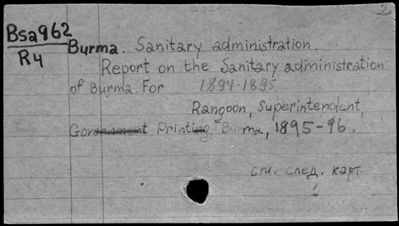 2
Bsa962
R4
Burma. Sanitary administration.
Report on the Sanitary administration
of Burma. For 1894-1895
Rangoon, Superintendent,
Government Printing, Burma, 1895-96.
см. след. карт.
!